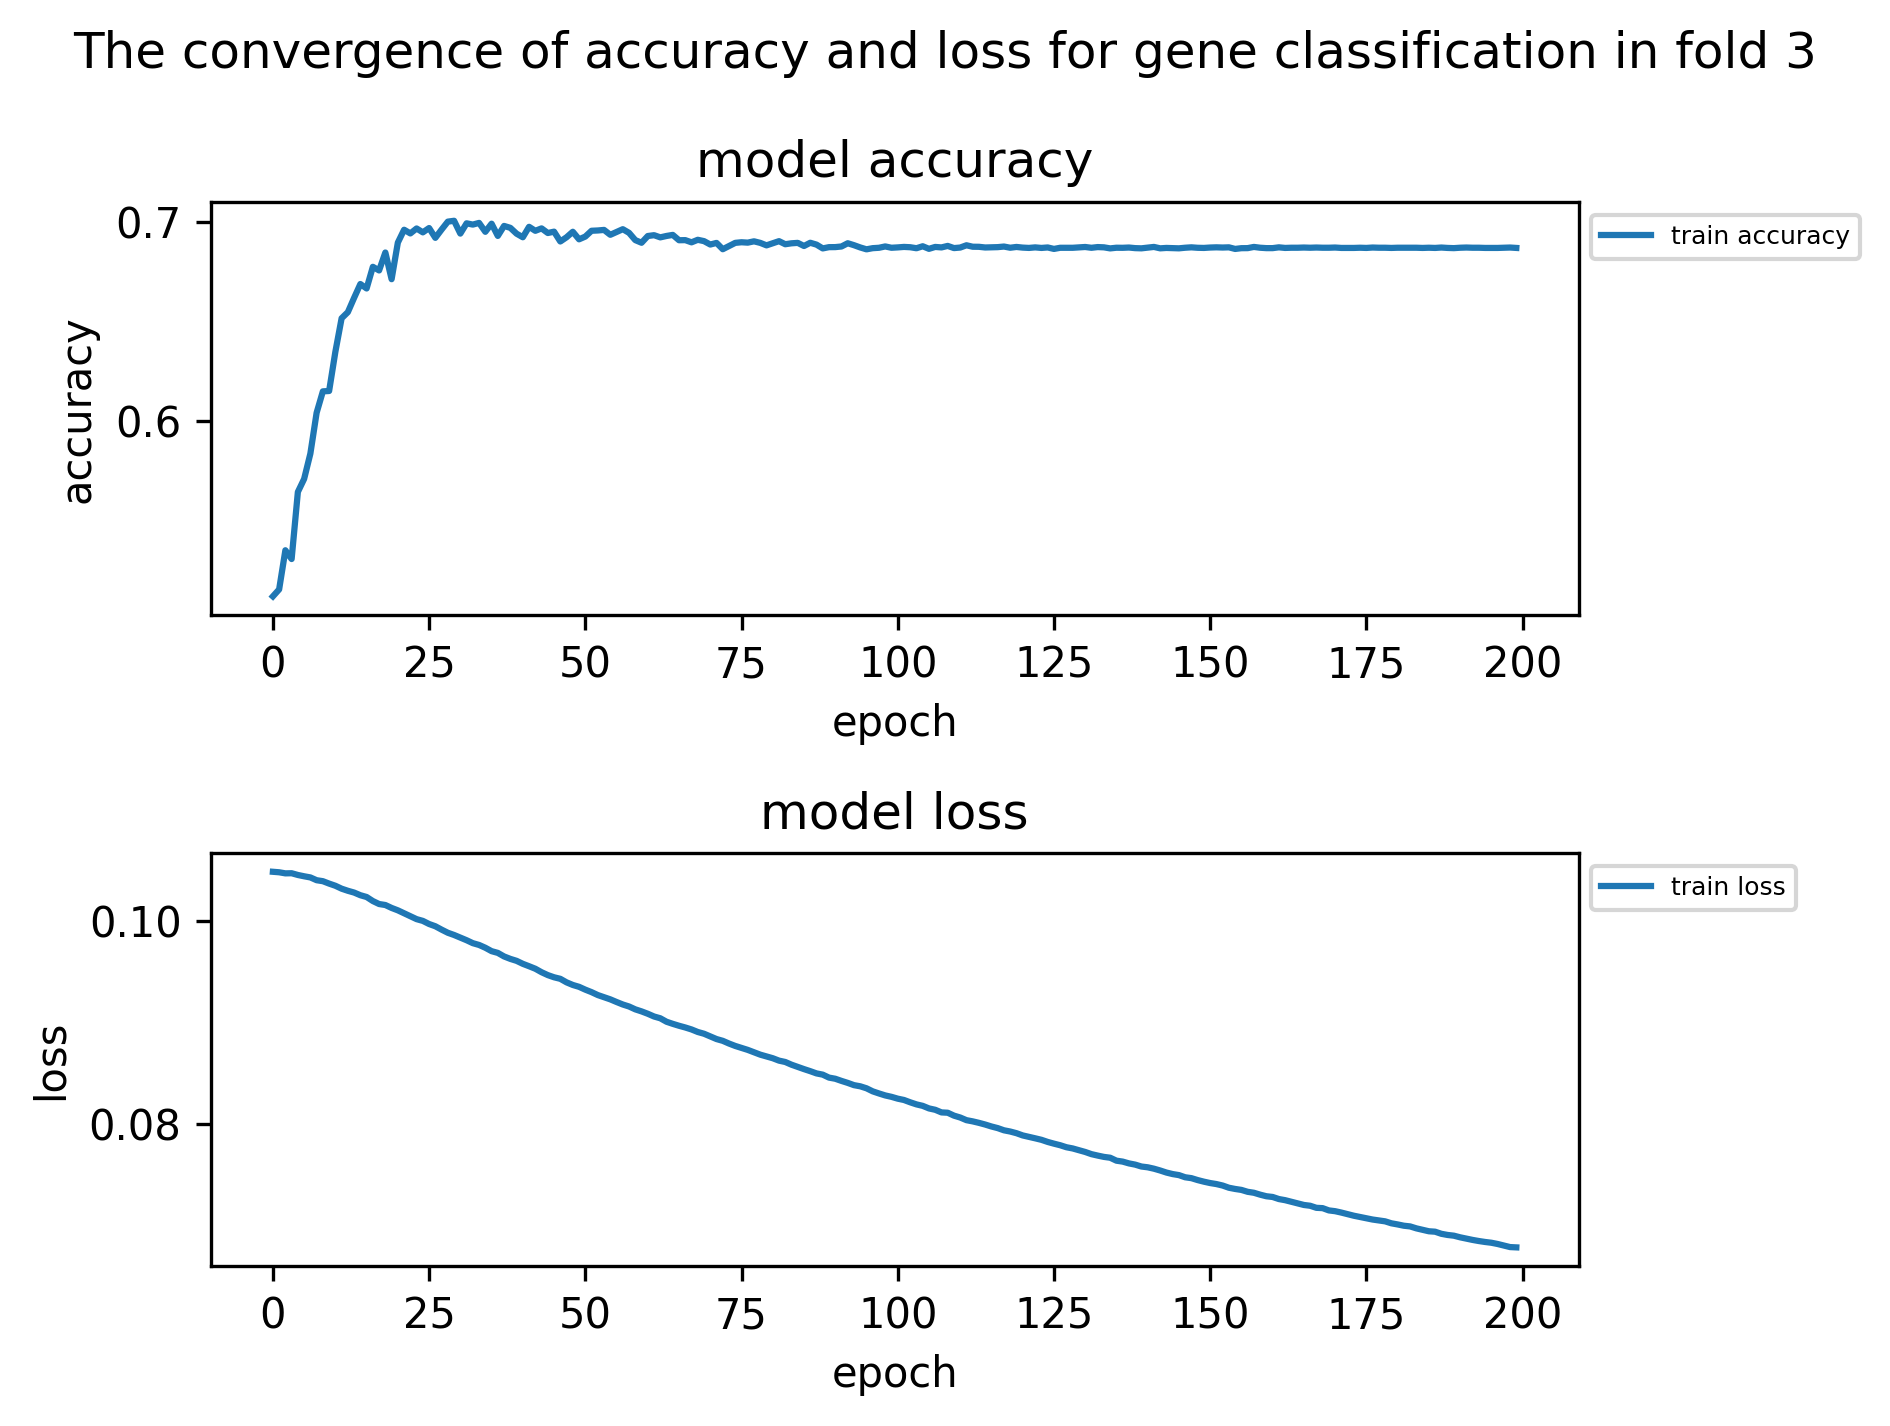 The convergence of accuracy and loss for gene classification in fold 3
model accuracy
0.7
0.6
accuracy
train accuracy
0 25 50 75 100 125 150 175 200
epoch
model loss
0.10
0.08
loss
train loss
0 25 50 75 100 125 150 175 200
epoch